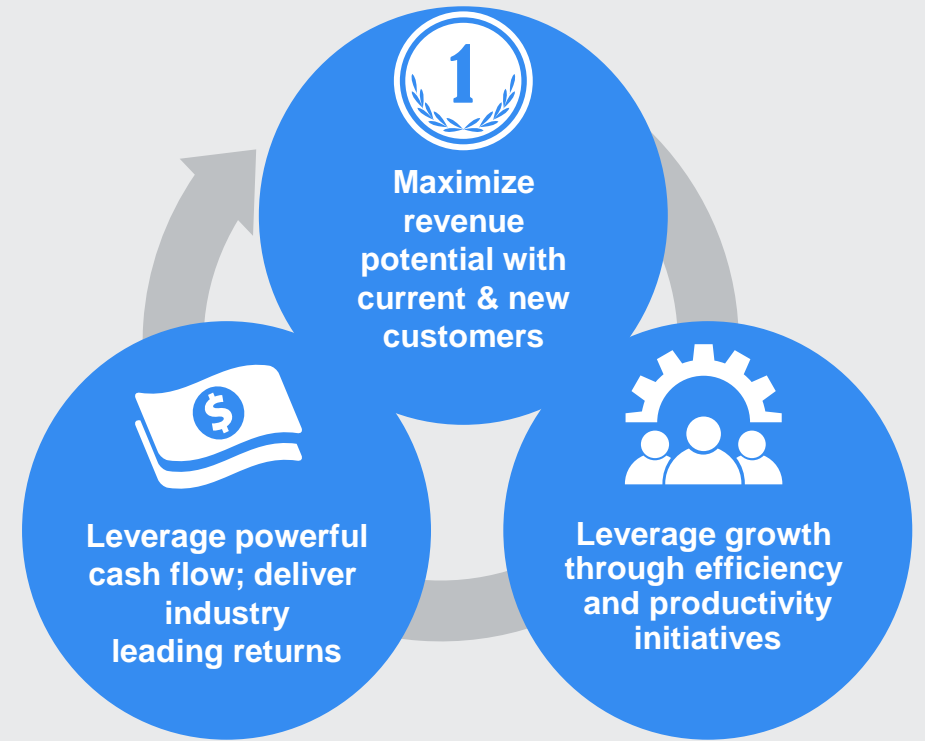 1
Maximize
revenue
potential with
current & new
customers
$
Leverage powerful
cash flow; deliver
industry
leading returns
Leverage growth
through efficiency
and productivity
initiatives